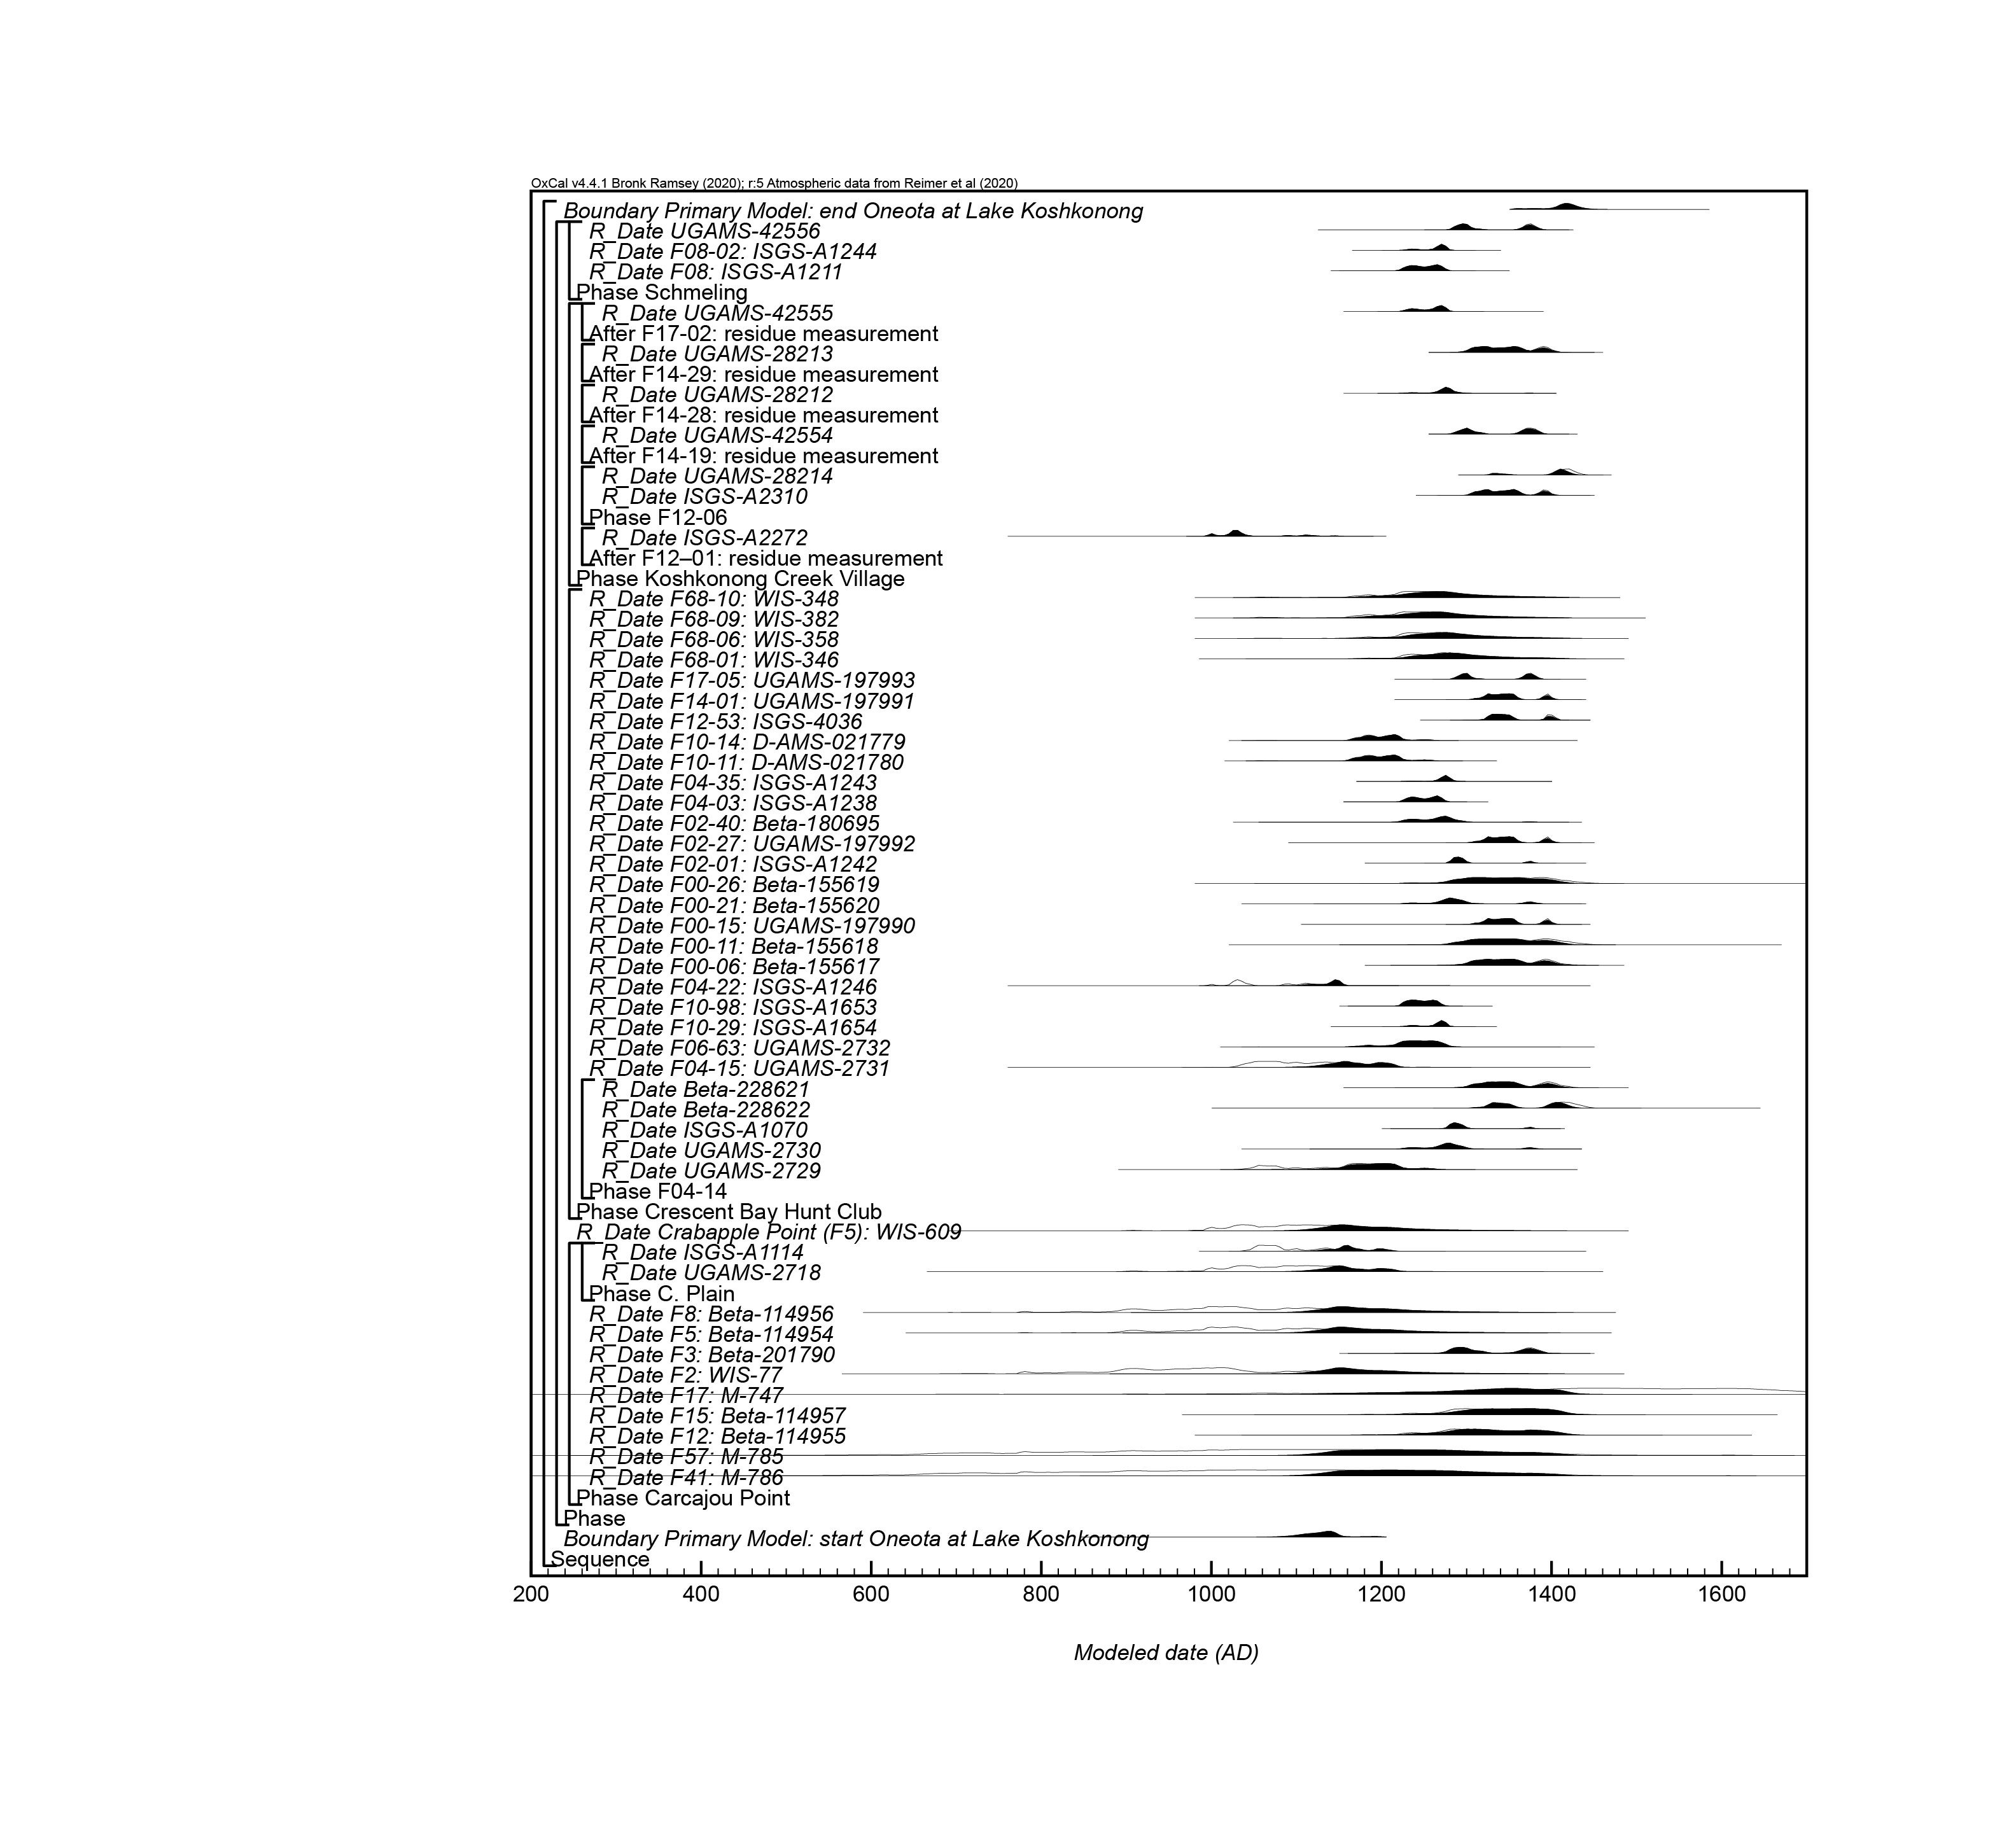 OxCal v4.4.1 Bronk Ramsey (2020); r:5 Atmospheric data from Reimer et al (2020)
Boundary Primary Model: end Oneota at Lake Koshkonong
R_Date UGAMS-42556
R_Date F08-02: ISGS-A1244
R_Date F08: ISGS-A1211
Phase Schmeling
R_Date UGAMS-42555
After F17-02: residue measurement
R_Date UGAMS-28213
After F14-29: residue measurement
R_Date UGAMS-28212
After F14-28: residue measurement
R_Date UGAMS-42554
After F14-19: residue measurement
R_Date UGAMS-28214
R_Date ISGS-A2310
Phase F12-06
R_Date ISGS-A2272
After F12–01: residue measurement
Phase Koshkonong Creek Village
R_Date F68-10: WIS-348
R_Date F68-09: WIS-382
R_Date F68-06: WIS-358
R_Date F68-01: WIS-346
R_Date F17-05: UGAMS-197993
R_Date F14-01: UGAMS-197991
R_Date F12-53: ISGS-4036
R_Date F10-14: D-AMS-021779
R_Date F10-11: D-AMS-021780
R_Date F04-35: ISGS-A1243
R_Date F04-03: ISGS-A1238
R_Date F02-40: Beta-180695
R_Date F02-27: UGAMS-197992
R_Date F02-01: ISGS-A1242
R_Date F00-26: Beta-155619
R_Date F00-21: Beta-155620
R_Date F00-15: UGAMS-197990
R_Date F00-11: Beta-155618
R_Date F00-06: Beta-155617
R_Date F04-22: ISGS-A1246
R_Date F10-98: ISGS-A1653
R_Date F10-29: ISGS-A1654
R_Date F06-63: UGAMS-2732
R_Date F04-15: UGAMS-2731
R_Date Beta-228621
R_Date Beta-228622
R_Date ISGS-A1070
R_Date UGAMS-2730
R_Date UGAMS-2729
Phase F04-14
Phase Crescent Bay Hunt Club
R_Date Crabapple Point (F5): WIS-609
R_Date ISGS-A1114
R_Date UGAMS-2718
Phase C. Plain
R_Date F8: Beta-114956
R_Date F5: Beta-114954
R_Date F3: Beta-201790
R_Date F2: WIS-77
R_Date F17: M-747
R_Date F15: Beta-114957
R_Date F12: Beta-114955
R_Date F57: M-785
R_Date F41: M-786
Phase Carcajou Point
Phase
Boundary Primary Model: start Oneota at Lake Koshkonong
Sequence
200 400 600 800 1000 1200 1400 1600
Modeled date (AD)